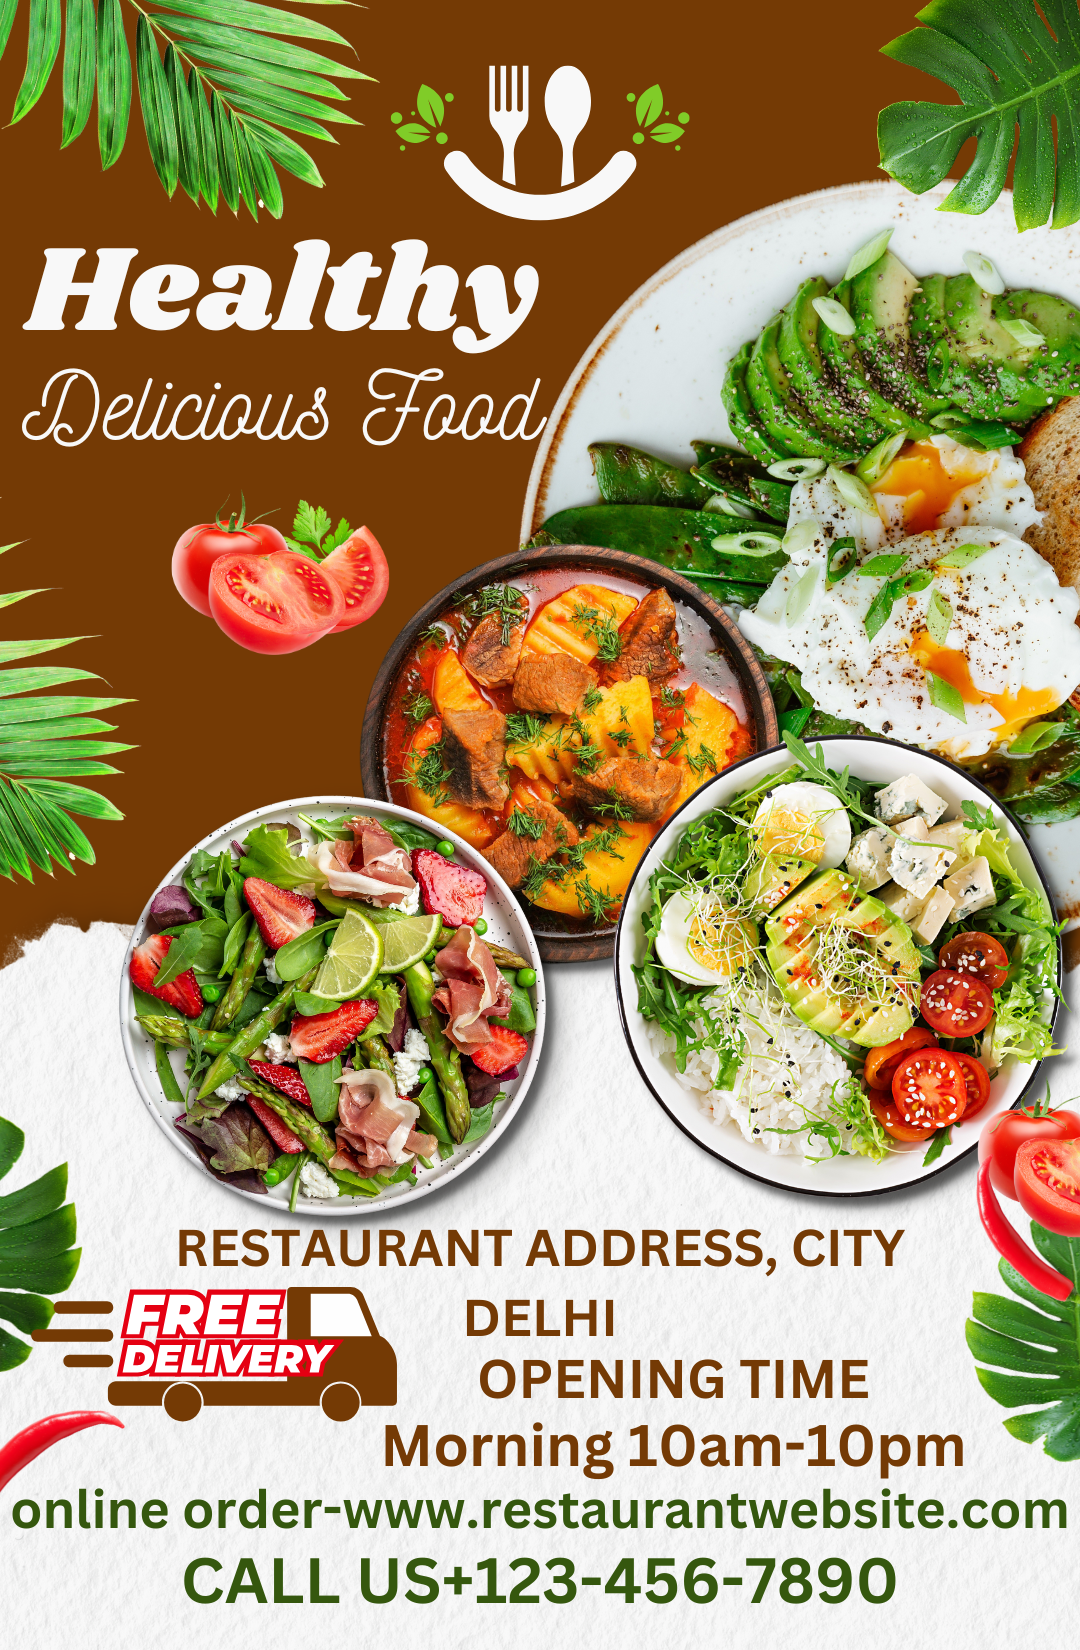 Healthy
Delicious Food
RESTAURANT ADDRESS, CITY
DELHI
FREE
DELIVERY
OPENING TIME
Morning 10am-10pm
online order-www.restaurantwebsite.com
CALL US+123-456-7890